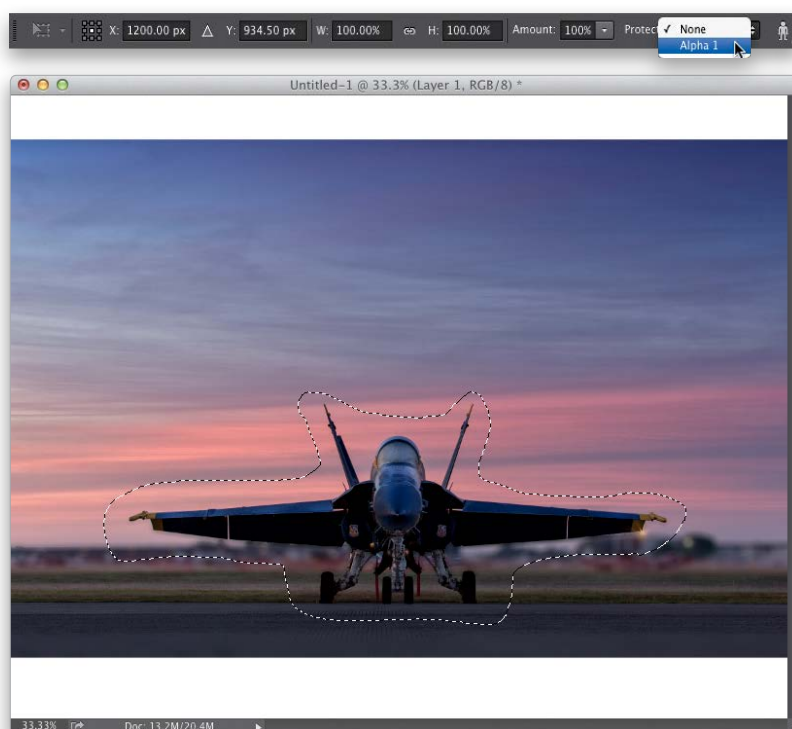 X: 1200.00 px Y: 934.50 px W: 100.00% H: 100.00% Amount: 100% Protect ✓ None
Alpha 1
Untitled-1 @ 33.3% (Layer 1, RGB/8) *
33.33% Doc: 13.2M/20.4M